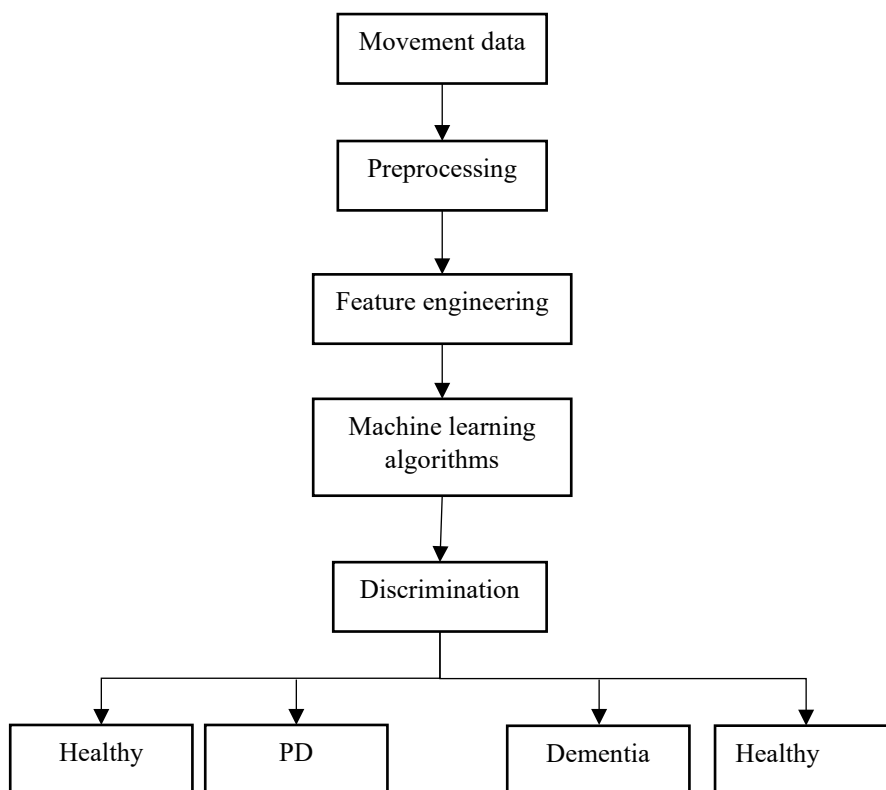 Movement data
Preprocessing
Feature engineering
Machine learning
algorithms
Discrimination
Healthy
PD
Dementia
Healthy